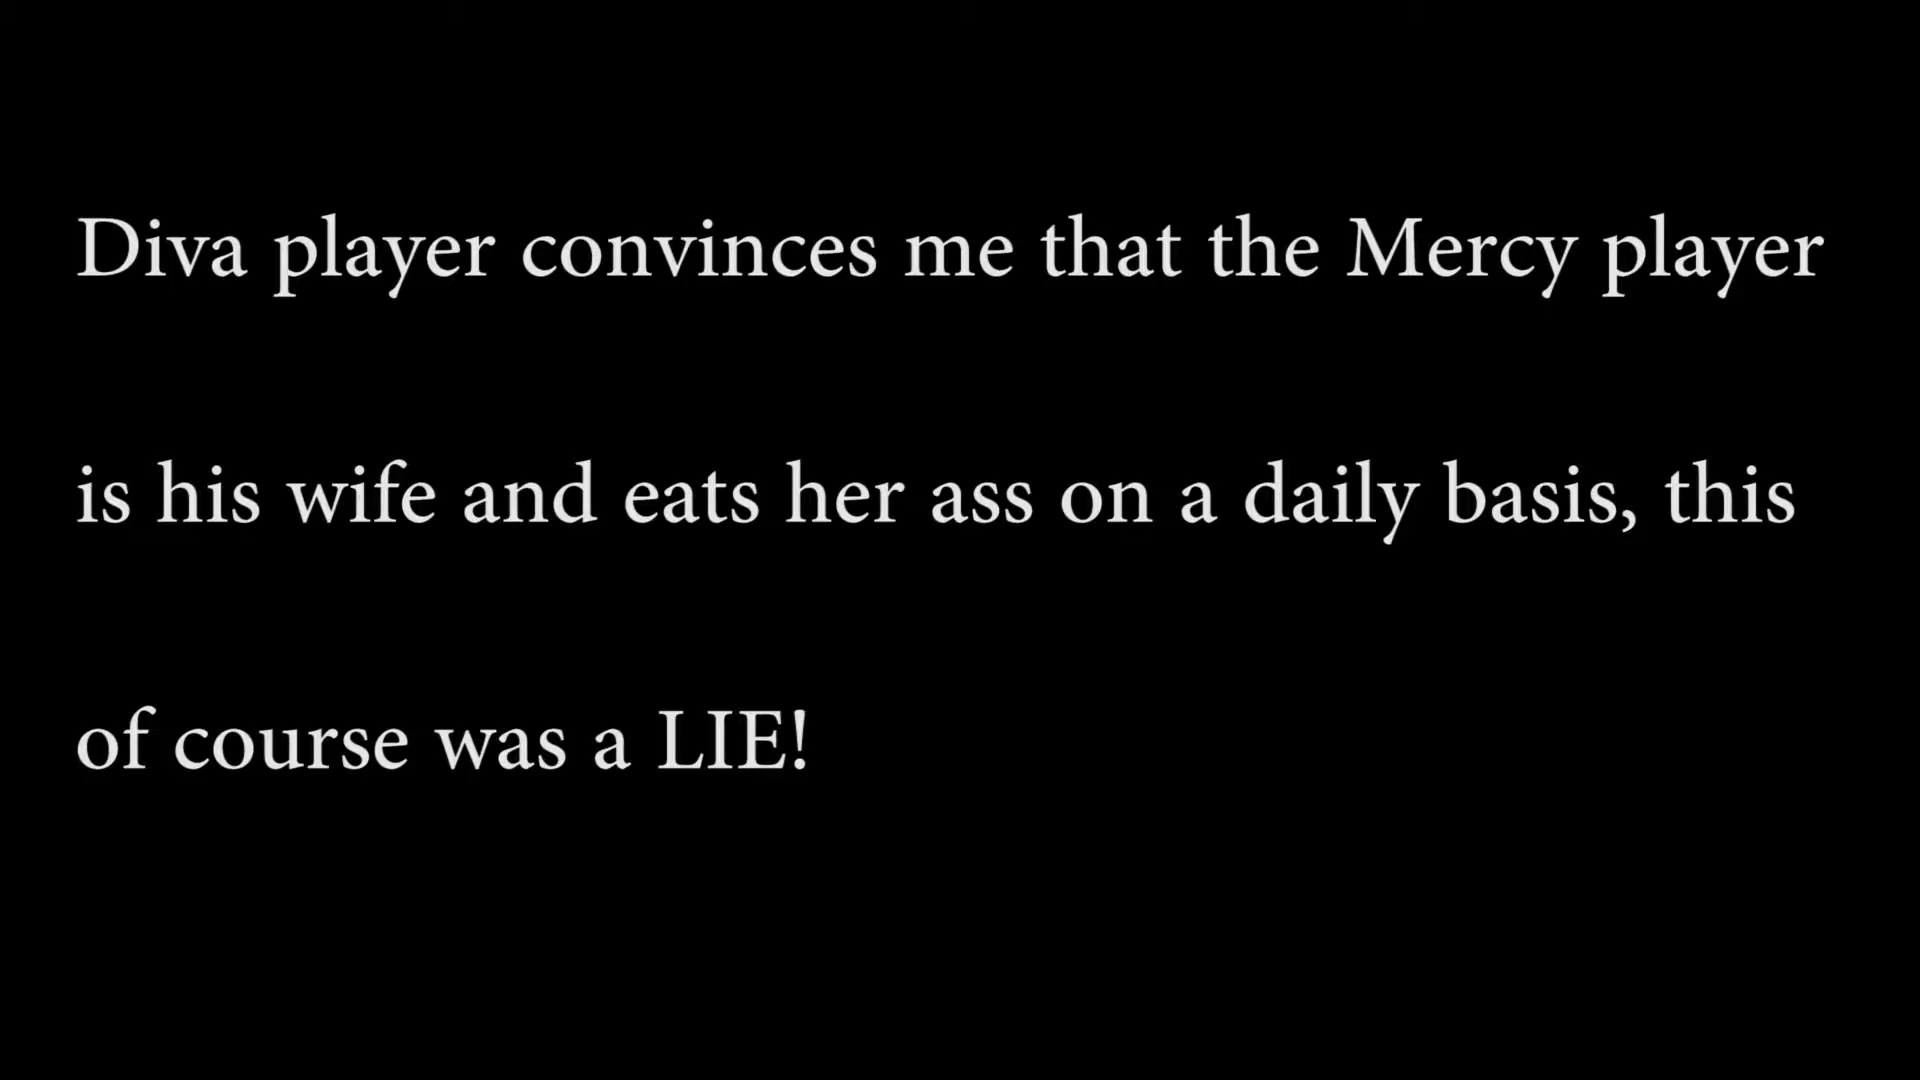 Diva player convinces me that the Mercy player
is his wife and eats her ass on a daily basis, this
of course was a LIE!